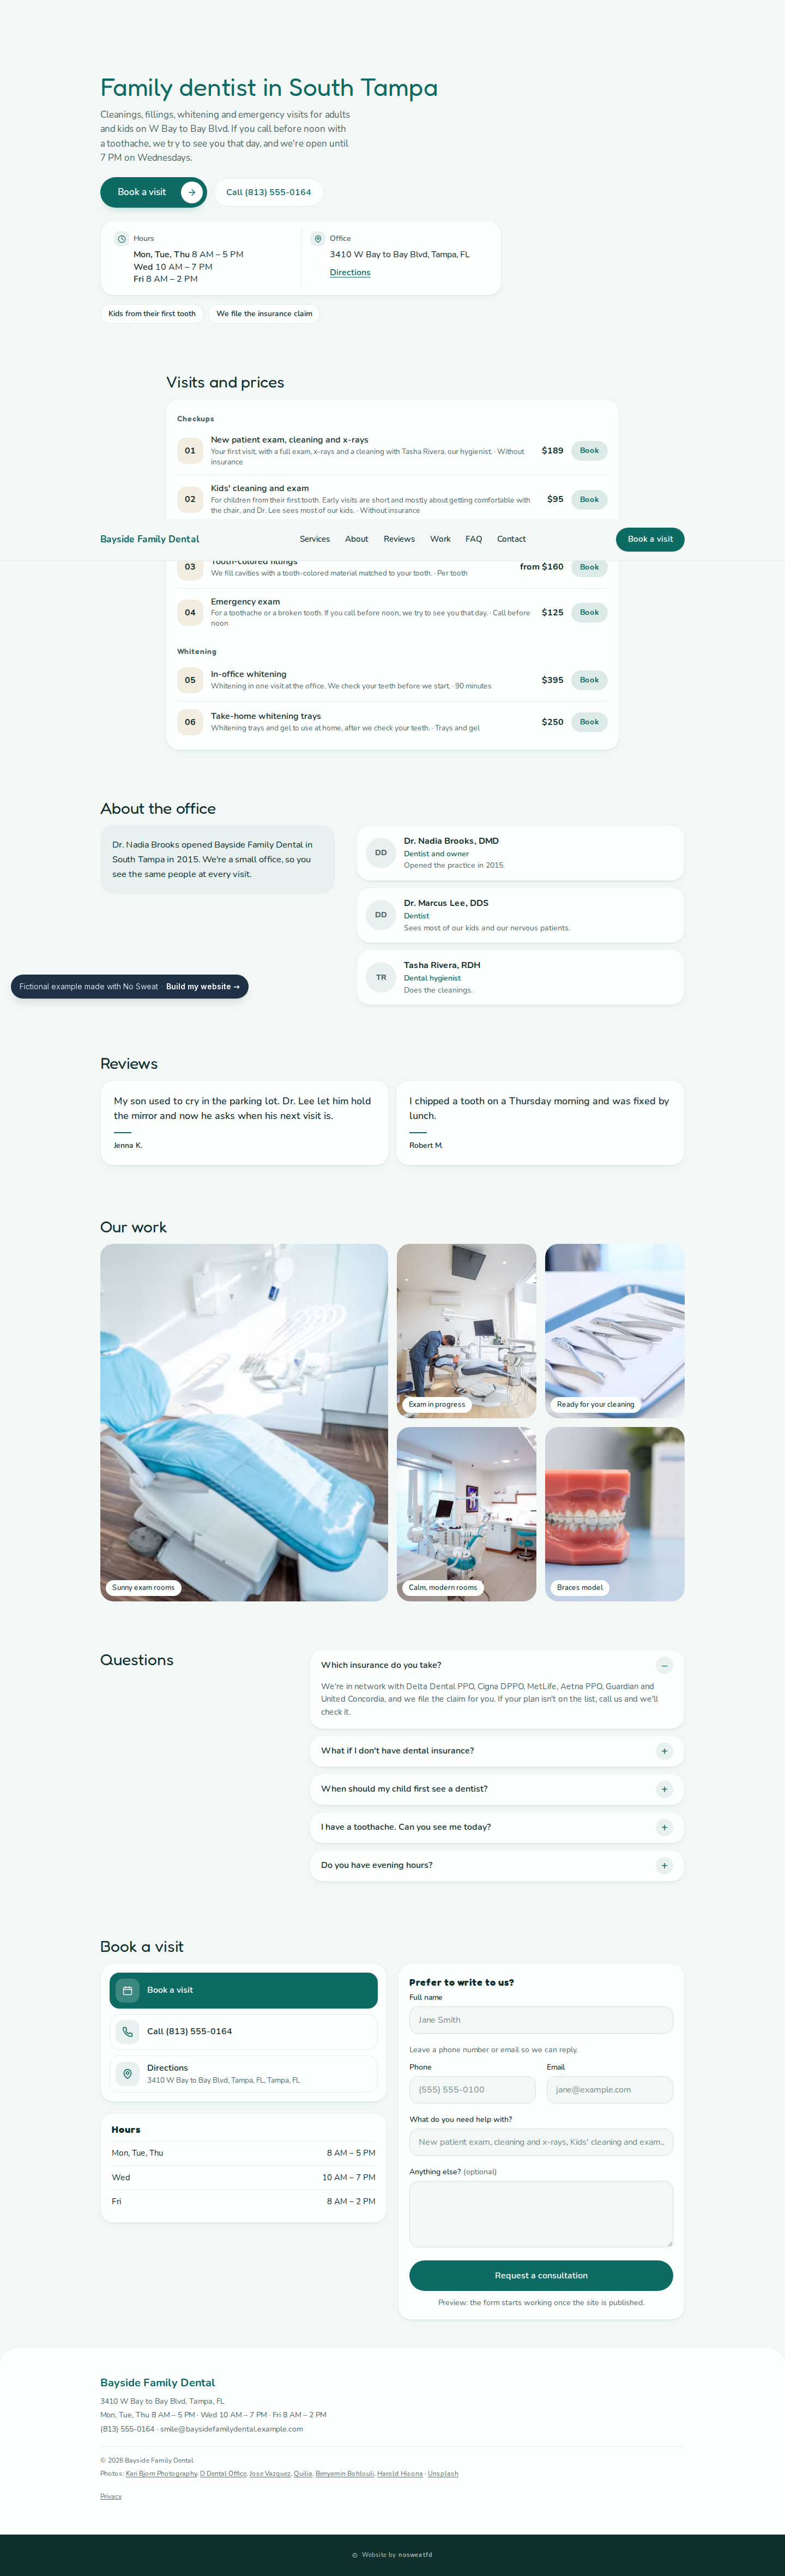 Family dentist in South Tampa
Cleanings, fillings, whitening and emergency visits for adults
and kids on W Bay to Bay Blvd. If you call before noon with
a toothache, we try to see you that day, and we're open until
7 PM on Wednesdays.
Book a visit
Call (813) 555-0164
Hours
Mon, Tue, Thu 8 AM – 5 PM
Wed 10 AM – 7 PM
Fri 8 AM – 2 PM
Office
3410 W Bay to Bay Blvd, Tampa, FL
Directions
Kids from their first tooth
We file the insurance claim
Visits and prices
Checkups
01
New patient exam, cleaning and x-rays
Your first visit, with a full exam, x-rays and a cleaning with Tasha Rivera, our hygienist. · Without
insurance
$189
Book
02
Kids' cleaning and exam
For children from their first tooth. Early visits are short and mostly about getting comfortable with
the chair, and Dr. Lee sees most of our kids. · Without insurance
$95
Book
Bayside Family Dental
Services
About
Reviews
Work
FAQ
Contact
Book a visit
03
Tooth-colored fillings
We fill cavities with a tooth-colored material matched to your tooth. · Per tooth
from $160
Book
04
Emergency exam
For a toothache or a broken tooth. If you call before noon, we try to see you that day. · Call before
noon
$125
Book
Whitening
05
In-office whitening
Whitening in one visit at the office. We check your teeth before we start. · 90 minutes
$395
Book
06
Take-home whitening trays
Whitening trays and gel to use at home, after we check your teeth. · Trays and gel
$250
Book
About the office
Dr. Nadia Brooks opened Bayside Family Dental in
South Tampa in 2015. We're a small office, so you
see the same people at every visit.
DD
Dr. Nadia Brooks, DMD
Dentist and owner
Opened the practice in 2015.
DD
Dr. Marcus Lee, DDS
Dentist
Sees most of our kids and our nervous patients.
TR
Tasha Rivera, RDH
Dental hygienist
Does the cleanings.
Fictional example made with No Sweat · Build my website →
Reviews
My son used to cry in the parking lot. Dr. Lee let him hold
the mirror and now he asks when his next visit is.
Jenna K.
I chipped a tooth on a Thursday morning and was fixed by
lunch.
Robert M.
Our work
Sunny exam rooms
Exam in progress
Ready for your cleaning
Calm, modern rooms
Braces model
Questions
Which insurance do you take?
We're in network with Delta Dental PPO, Cigna DPPO, MetLife, Aetna PPO, Guardian and
United Concordia, and we file the claim for you. If your plan isn't on the list, call us and we'll
check it.
What if I don't have dental insurance?
When should my child first see a dentist?
I have a toothache. Can you see me today?
Do you have evening hours?
Book a visit
Book a visit
Call (813) 555-0164
Directions
3410 W Bay to Bay Blvd, Tampa, FL, Tampa, FL
Hours
Mon, Tue, Thu 8 AM – 5 PM
Wed 10 AM – 7 PM
Fri 8 AM – 2 PM
Prefer to write to us?
Full name
Jane Smith
Leave a phone number or email so we can reply.
Phone
(555) 555-0100
Email
jane@example.com
What do you need help with?
New patient exam, cleaning and x-rays, Kids' cleaning and exam..
Anything else? (optional)
Request a consultation
Preview: the form starts working once the site is published.
Bayside Family Dental
3410 W Bay to Bay Blvd, Tampa, FL
Mon, Tue, Thu 8 AM – 5 PM · Wed 10 AM – 7 PM · Fri 8 AM – 2 PM
(813) 555-0164 · smile@baysidefamilydental.example.com
© 2026 Bayside Family Dental
Photos: Kari Bjorn Photography, D Dental Office, Jose Vazquez, Quilia, Benyamin Bohlouli, Harold Hisona · Unsplash
Privacy
Website by nosweatfd